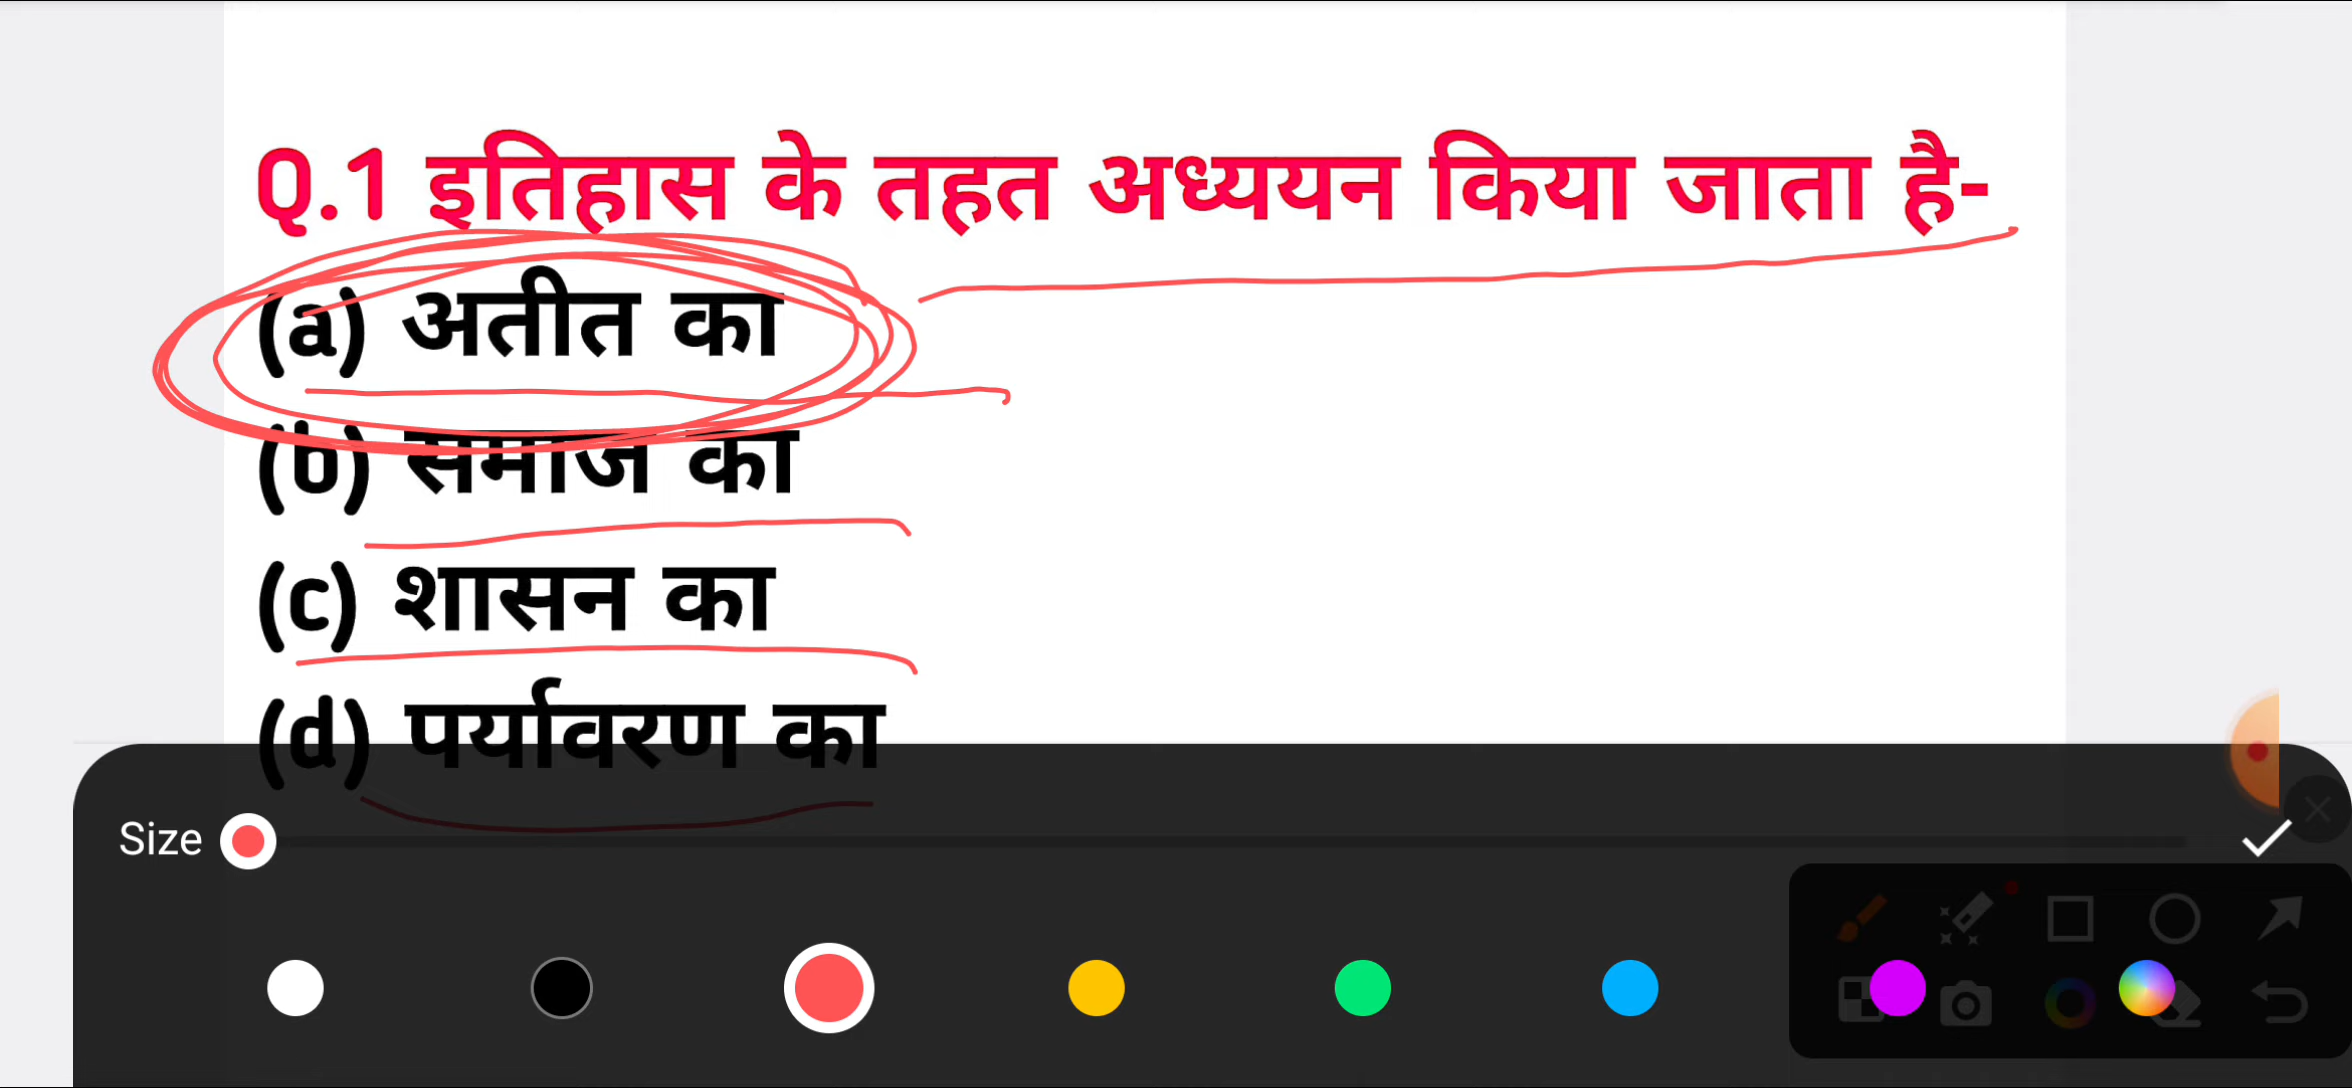 Q.1 इतिहास के तहत अध्ययन किया जाता है-
(a) अतीत का
(b) समाज का
(c) शासन का
(d) पर्यावरण का
Size